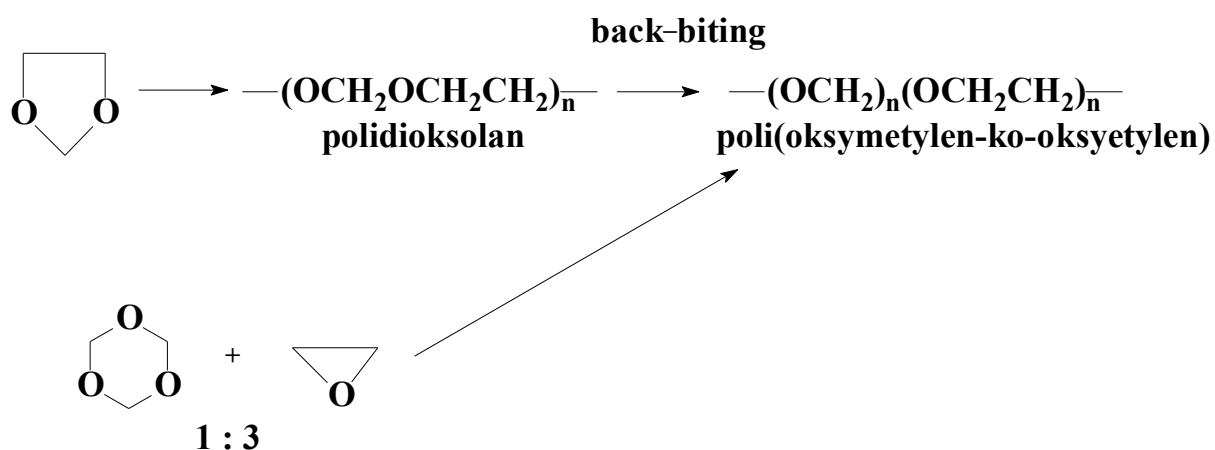 back-biting
O O
—(OCH₂OCH₂CH₂)ₙ— —(OCH₂)ₙ(OCH₂CH₂)ₙ—
polidioksolan poli(oksymetylen-ko-oksyetylen)
O
O O + O
1 : 3